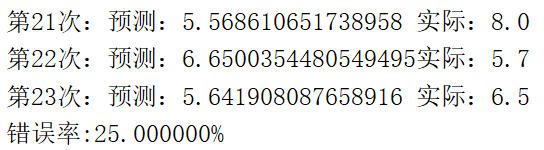 第21次：预测：5.568610651738958 实际：8.0
第22次：预测：6.6500354480549495实际：5.7
第23次：预测：5.641908087658916 实际：6.5
错误率:25.000000%